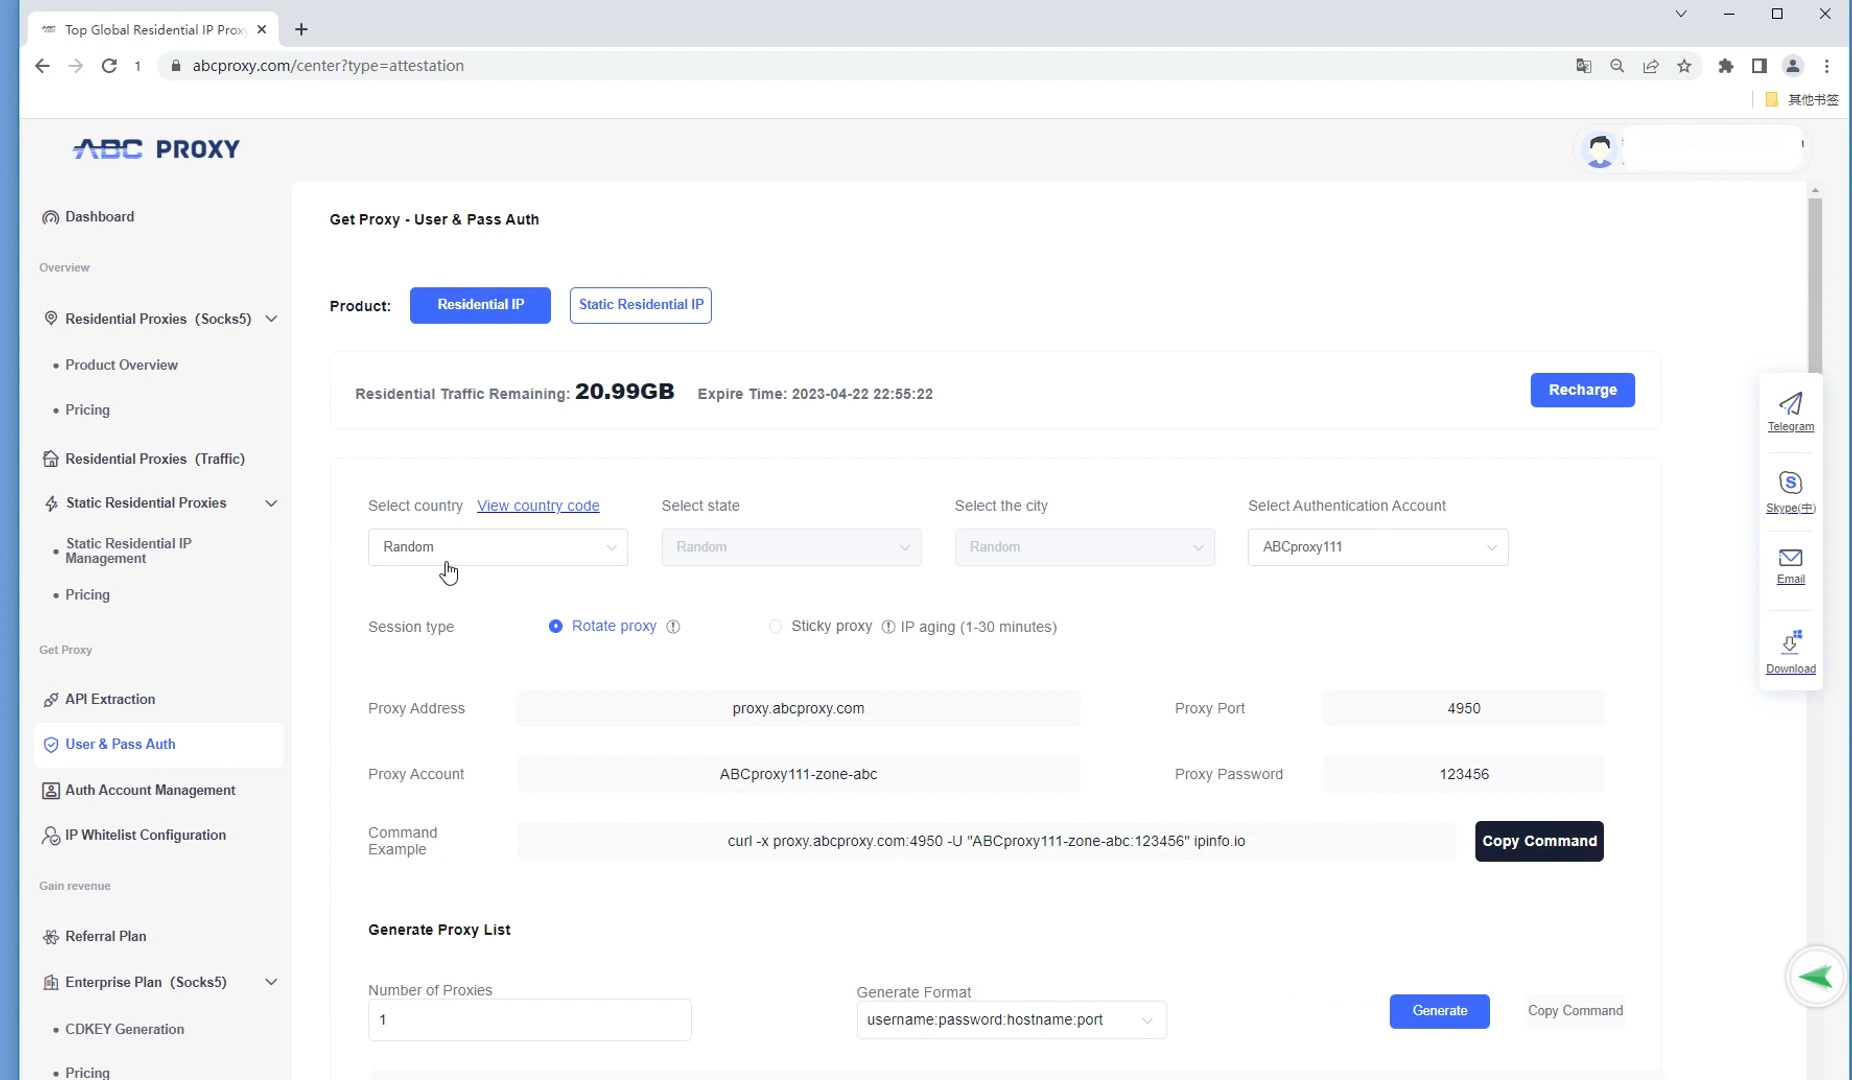 Top Global Residential IP Prox
1
abcproxy.com/center?type=attestation
其他书签
ABC PROXY
Dashboard
Overview
Residential Proxies (Socks5)
Product Overview
Pricing
Residential Proxies (Traffic)
Static Residential Proxies
Static Residential IP
Management
Pricing
Get Proxy
API Extraction
User & Pass Auth
Auth Account Management
IP Whitelist Configuration
Gain revenue
Referral Plan
Enterprise Plan (Socks5)
CDKEY Generation
Pricing
Get Proxy - User & Pass Auth
Product: Residential IP Static Residential IP
Residential Traffic Remaining: 20.99GB Expire Time: 2023-04-22 22:55:22 Recharge
Select country View country code Select state Select the city Select Authentication Account
Random Random Random ABCproxy111
Session type Rotate proxy Sticky proxy IP aging (1-30 minutes)
Proxy Address proxy.abcproxy.com Proxy Port 4950
Proxy Account ABCproxy111-zone-abc Proxy Password 123456
Command
Example
curl -x proxy.abcproxy.com:4950 -U "ABCproxy111-zone-abc:123456" ipinfo.io Copy Command
Generate Proxy List
Number of Proxies Generate Format
1 username:password:hostname:port Generate Copy Command
Telegram
Skype(中)
Email
Download